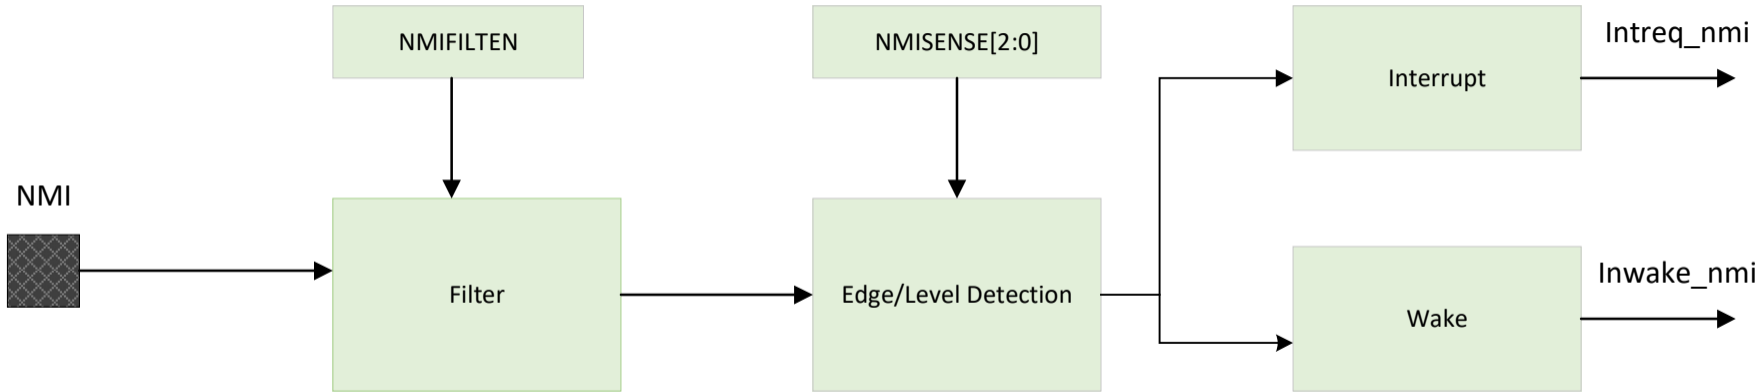 NMIFILTEN
NMISENSE[2:0]
Intreq_nmi
Interrupt
NMI
Filter
Edge/Level Detection
Inwake_nmi
Wake